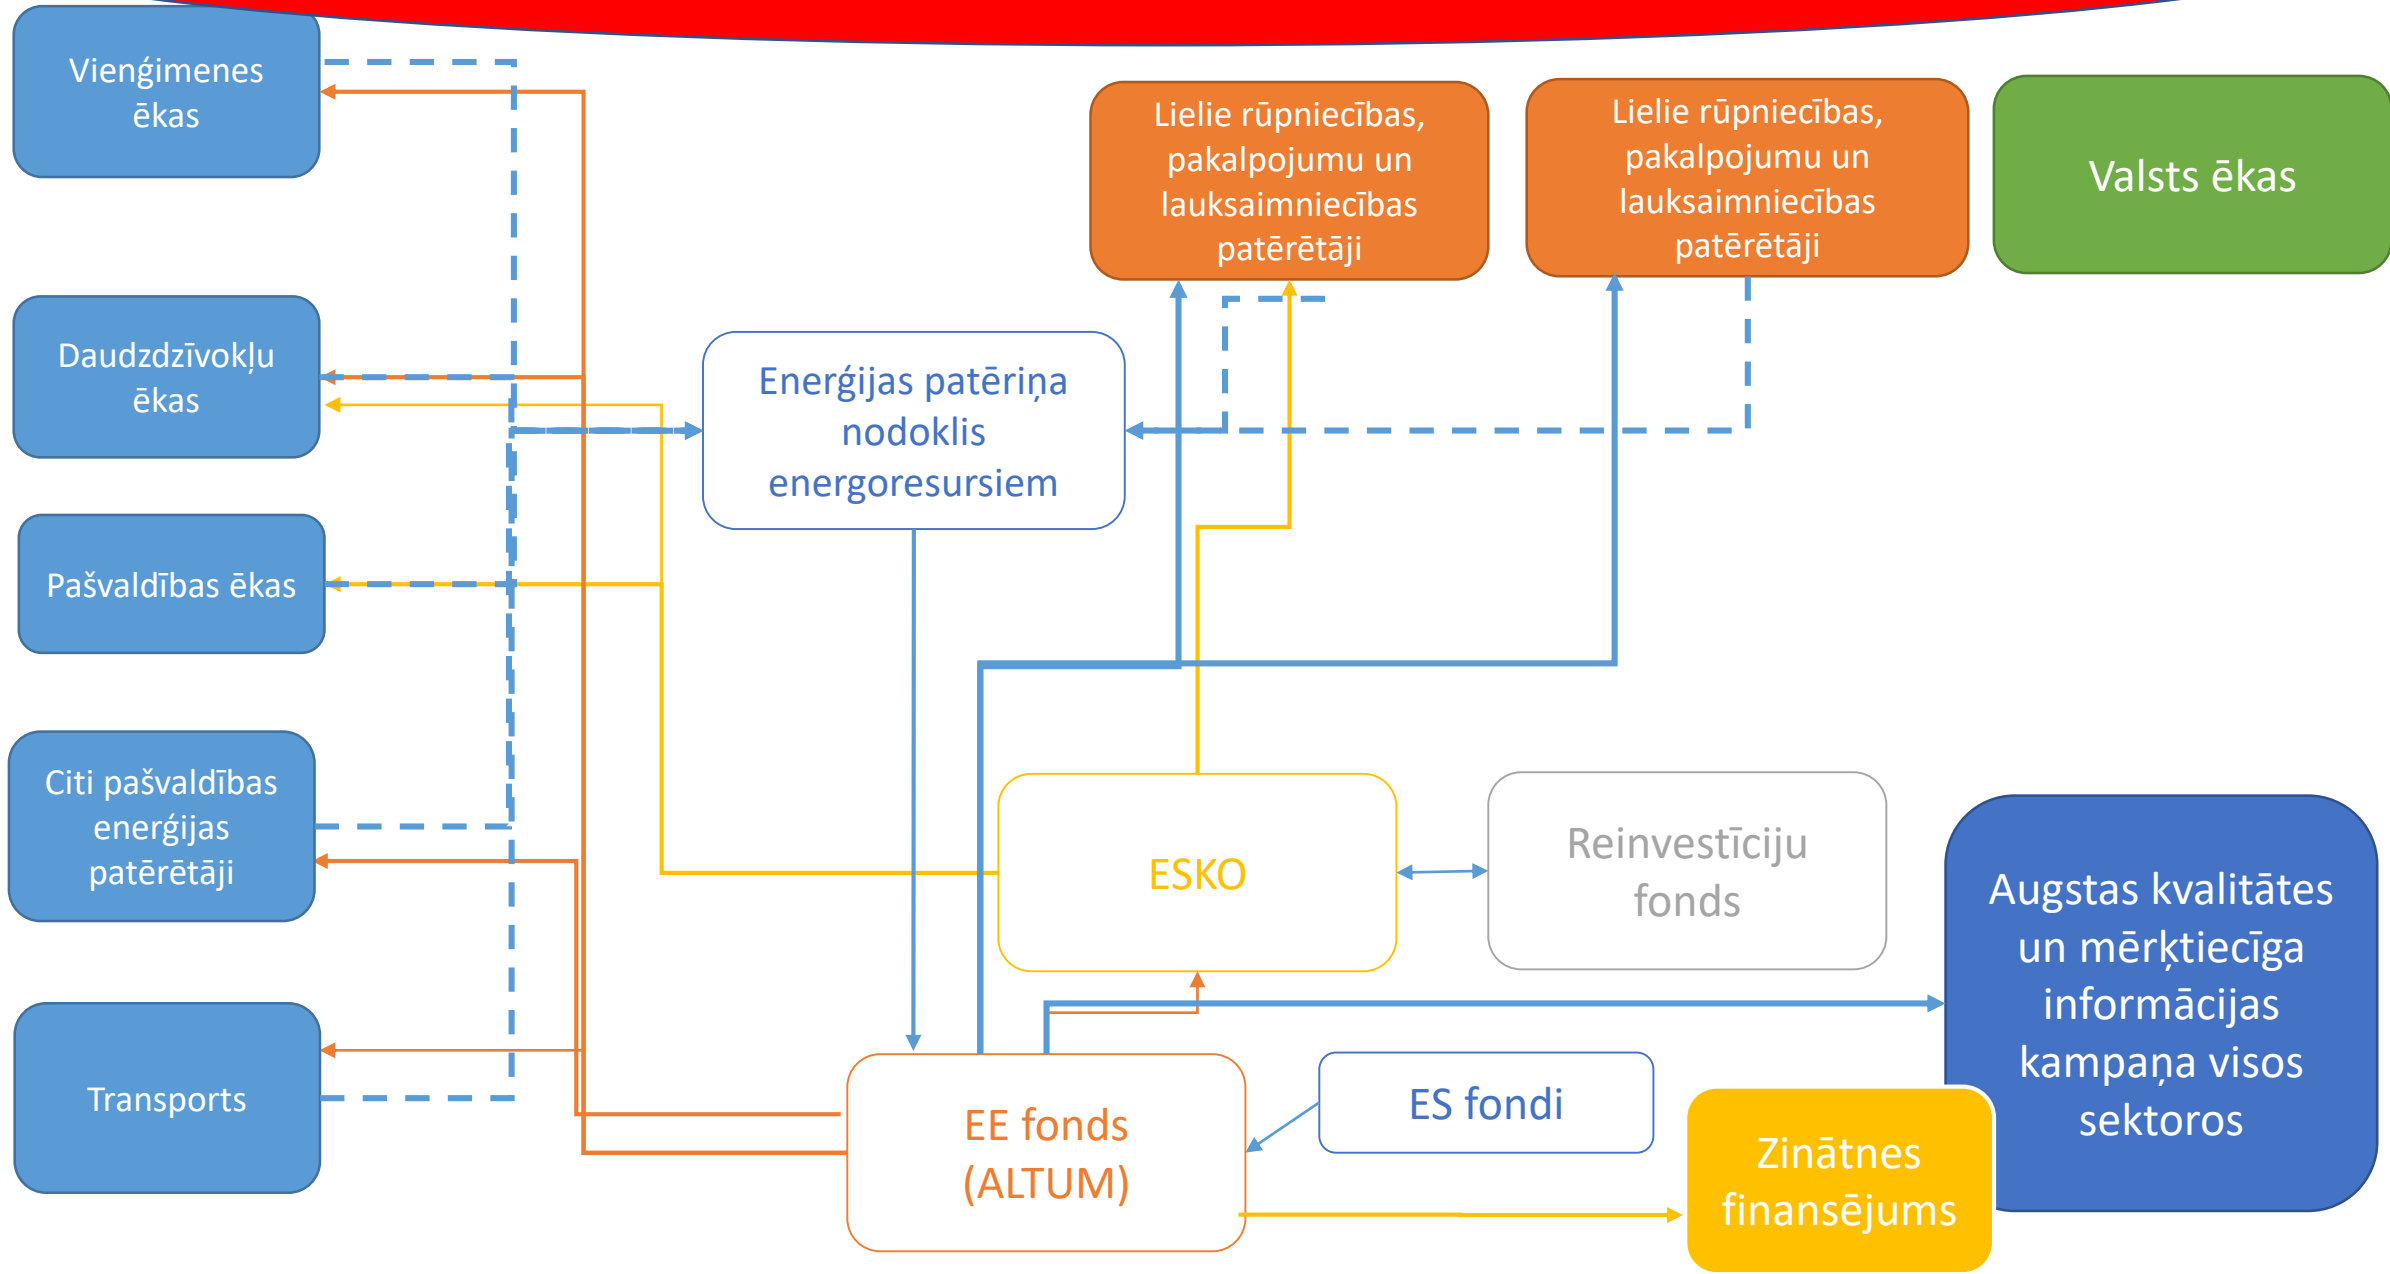 Vienģimenes
ēkas
Lielie rūpniecības,
pakalpojumu un
lauksaimniecības
patērētāji
Lielie rūpniecības,
pakalpojumu un
lauksaimniecības
patērētāji
Valsts ēkas
Daudzdzīvokļu
ēkas
Enerģijas patēriņa
nodoklis
energoresursiem
Pašvaldības ēkas
Citi pašvaldības
enerģijas
patērētāji
ESKO
Reinvestīciju
fonds
Augstas kvalitātes
un mērķtiecīga
informācijas
kampaņa visos
sektoros
Transports
EE fonds
(ALTUM)
ES fondi
Zinātnes
finansējums